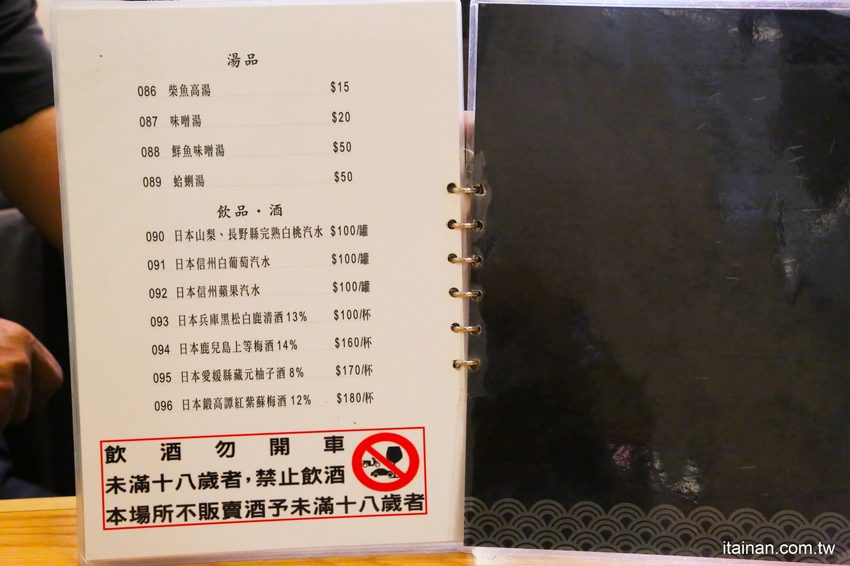 湯品
086 柴魚高湯 $15
087 味噌湯 $20
088 鮮魚味噌湯 $50
089 蛤蜊湯 $50
飲品・酒
090 日本山梨、長野縣完熟白桃汽水 $100/罐
091 日本信州白葡萄汽水 $100/罐
092 日本信州蘋果汽水 $100/罐
093 日本兵庫黑松白鹿清酒13% $100/杯
094 日本鹿兒島上等梅酒14% $160/杯
095 日本愛媛縣藏元柚子酒8% $170/杯
096 日本鍛高譚紅紫蘇梅酒12% $180/杯
飲酒勿開車
未滿十八歲者,禁止飲酒
本場所不販賣酒予未滿十八歲者
itainan.com.tw